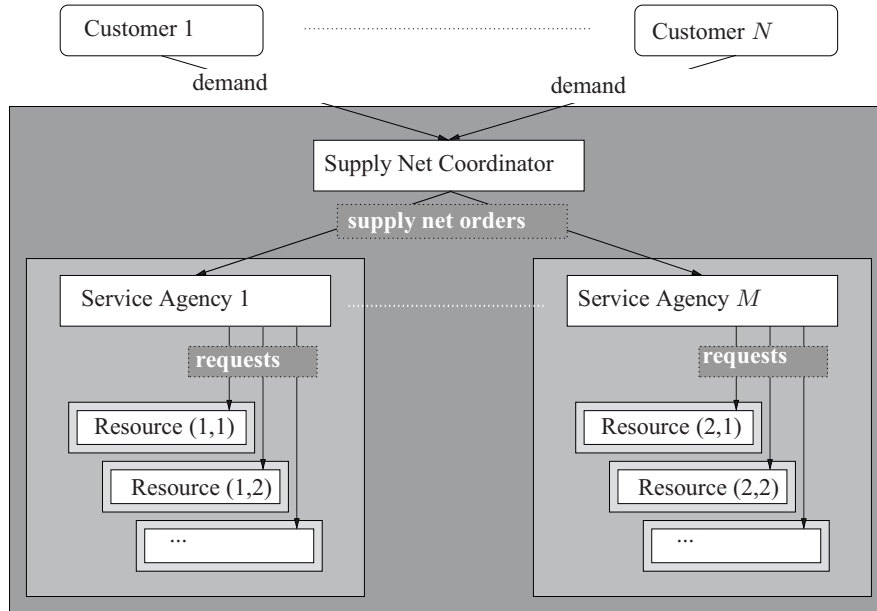 Customer 1
Customer N
demand
demand
Supply Net Coordinator
supply net orders
Service Agency 1
Service Agency M
requests
requests
Resource (1,1)
Resource (2,1)
Resource (1,2)
Resource (2,2)
...
...